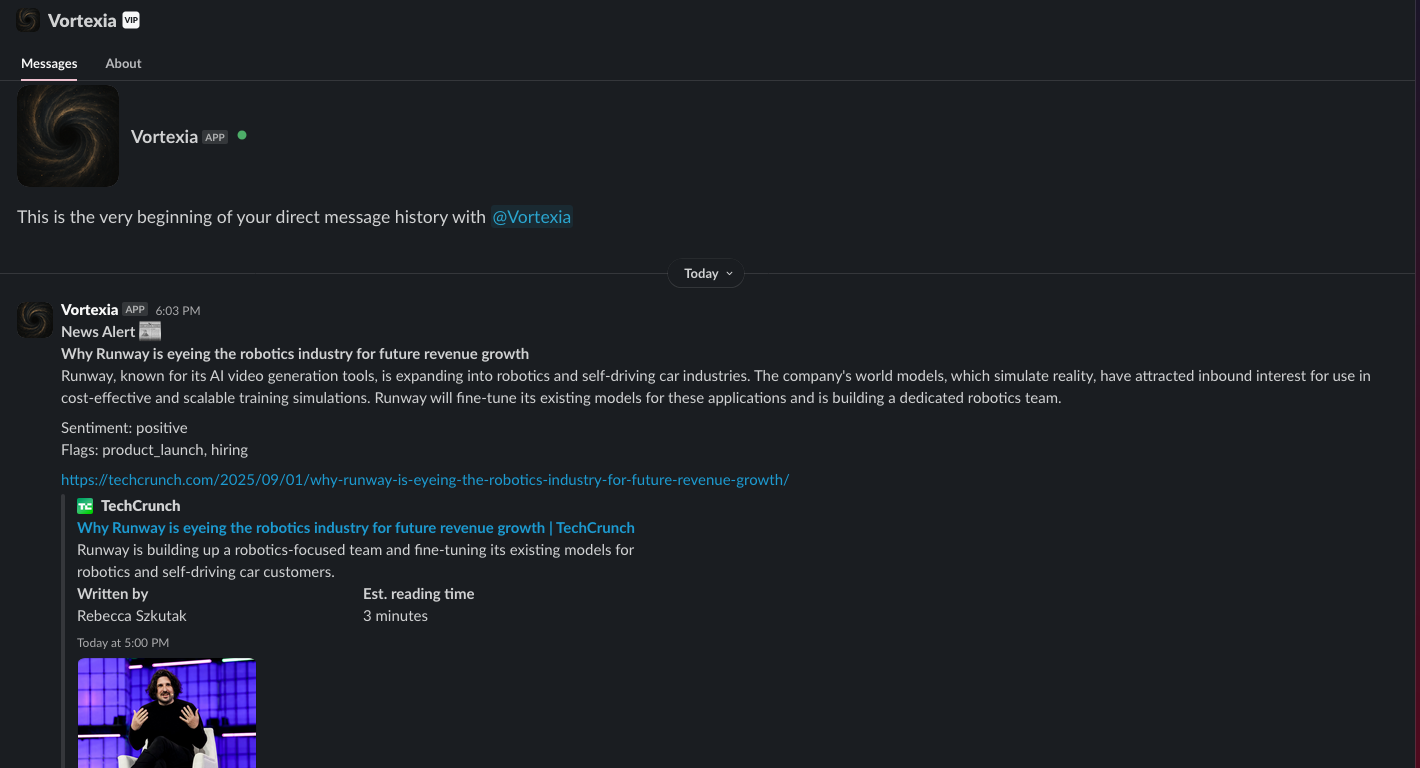 Vortexia VIP
Messages About
Vortexia APP
This is the very beginning of your direct message history with @Vortexia
Today
Vortexia APP 6:03 PM
News Alert
Why Runway is eyeing the robotics industry for future revenue growth
Runway, known for its AI video generation tools, is expanding into robotics and self-driving car industries. The company's world models, which simulate reality, have attracted inbound interest for use in
cost-effective and scalable training simulations. Runway will fine-tune its existing models for these applications and is building a dedicated robotics team.
Sentiment: positive
Flags: product_launch, hiring
https://techcrunch.com/2025/09/01/why-runway-is-eyeing-the-robotics-industry-for-future-revenue-growth/
TC TechCrunch
Why Runway is eyeing the robotics industry for future revenue growth | TechCrunch
Runway is building up a robotics-focused team and fine-tuning its existing models for
robotics and self-driving car customers.
Written by Est. reading time
Rebecca Szkutak 3 minutes
Today at 5:00 PM